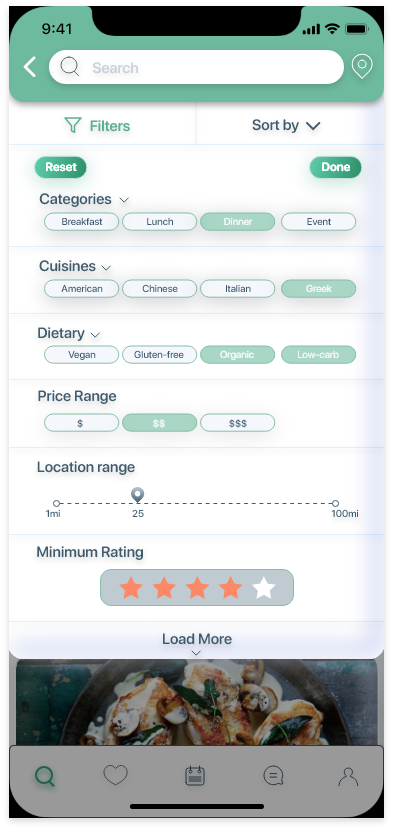 9:41
Search
Filters Sort by
Reset Done
Categories
Breakfast Lunch Dinner Event
Cuisines
American Chinese Italian Greek
Dietary
Vegan Gluten-free Organic Low-carb
Price Range
$ $$ $$$
Location range
1mi 25 100mi
Minimum Rating
Load More